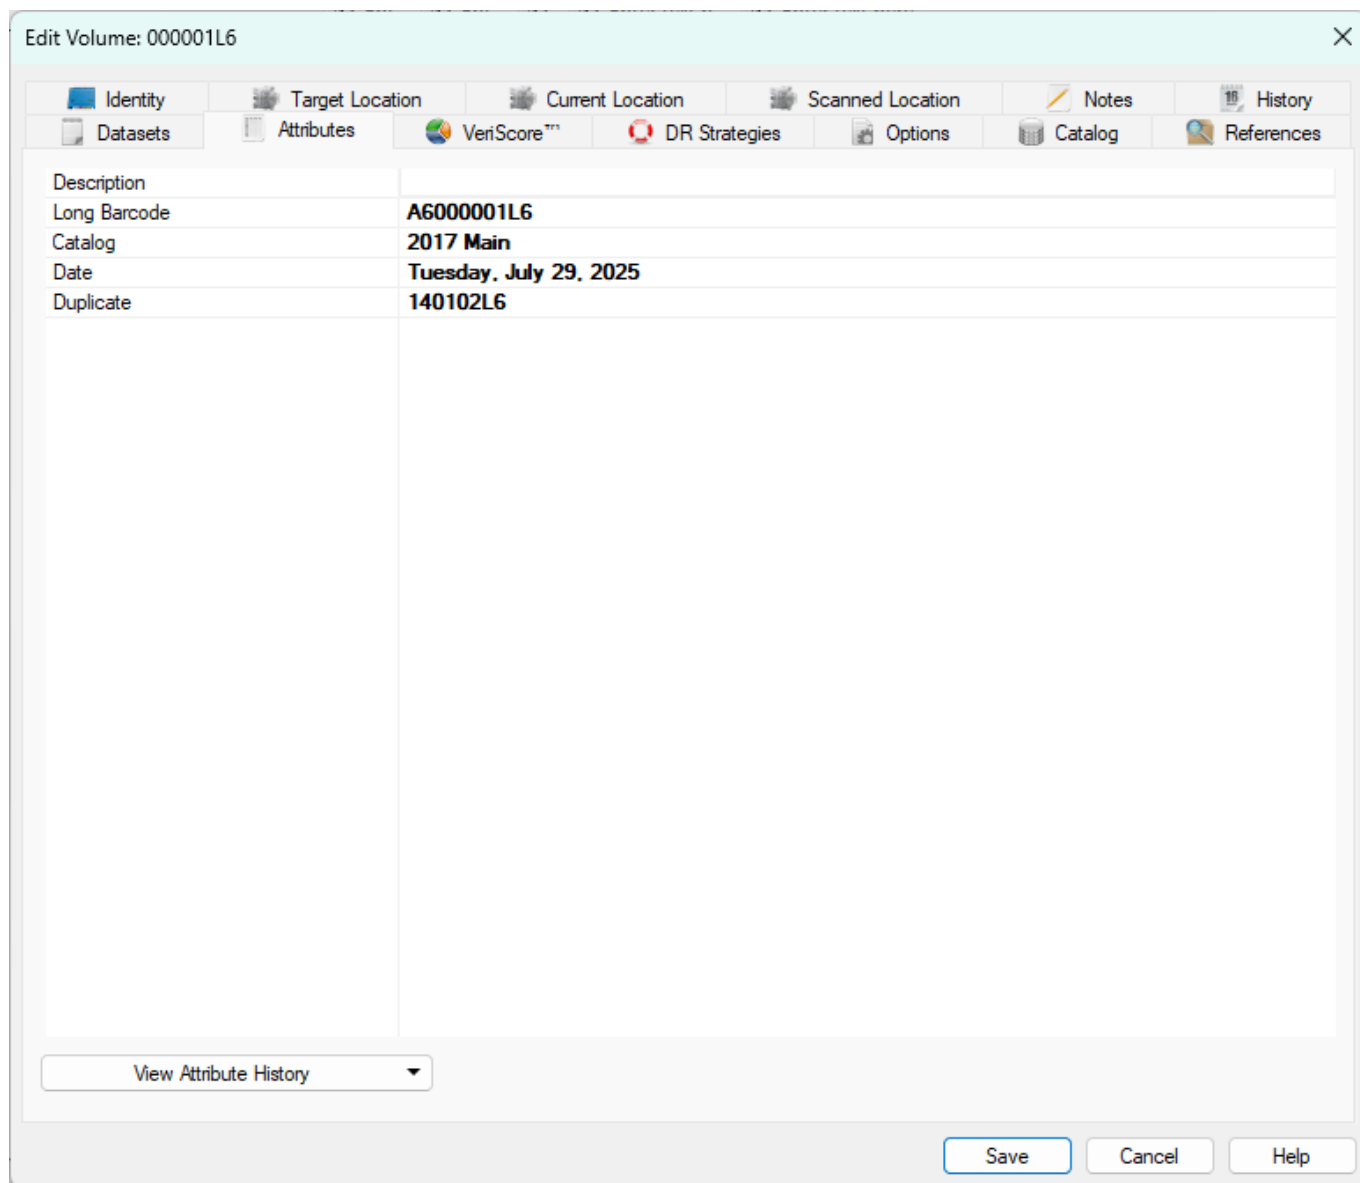 Edit Volume: 000001L6
Identity Target Location Current Location Scanned Location Notes 16 History
Datasets Attributes VeriScore™ DR Strategies Options Catalog References
Description
Long Barcode A6000001L6
Catalog 2017 Main
Date Tuesday, July 29, 2025
Duplicate 140102L6
View Attribute History
Save Cancel Help